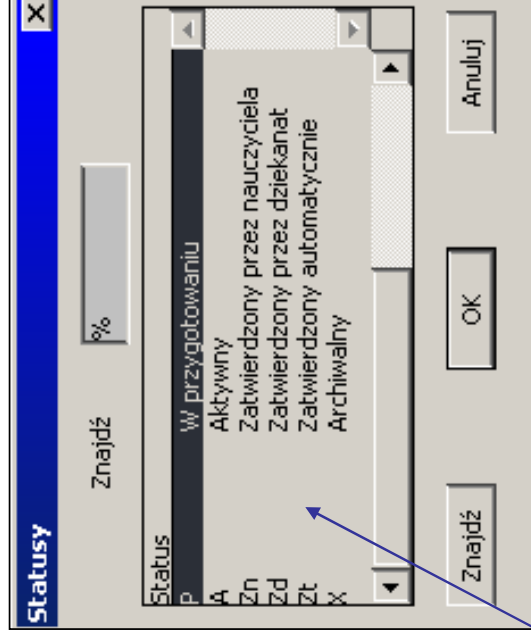 Statusy
Znajdź %
Status
P W przygotowaniu
A Aktywny
Zn Zatwierdzony przez nauczyciela
Zd Zatwierdzony przez dziekanat
Zt Zatwierdzony automatycznie
X Archiwalny
Znajdź OK Anuluj